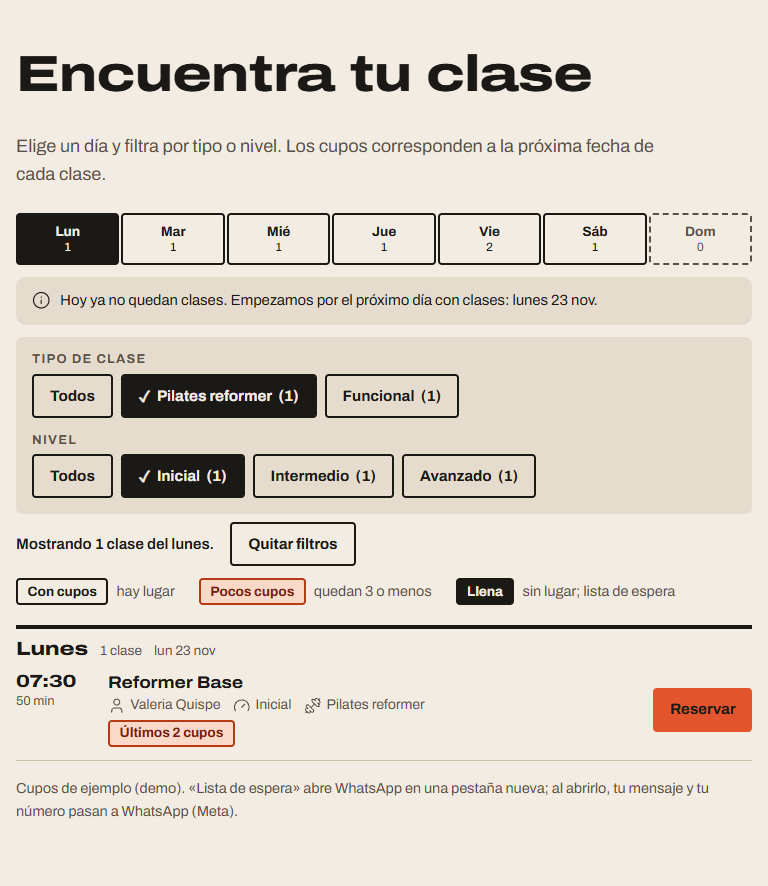 Encuentra tu clase
Elige un día y filtra por tipo o nivel. Los cupos corresponden a la próxima fecha de
cada clase.
Lun Mar Mié Jue Vie Sáb Dom
1 1 1 1 2 1 0
Hoy ya no quedan clases. Empezamos por el próximo día con clases: lunes 23 nov.
TIPO DE CLASE
Todos ✓ Pilates reformer (1) Funcional (1)
NIVEL
Todos ✓ Inicial (1) Intermedio (1) Avanzado (1)
Mostrando 1 clase del lunes. Quitar filtros
Con cupos hay lugar Pocos cupos quedan 3 o menos Llena sin lugar; lista de espera
Lunes 1 clase lun 23 nov
07:30 Reformer Base
50 min Valeria Quispe Inicial Pilates reformer Reservar
Últimos 2 cupos
Cupos de ejemplo (demo). «Lista de espera» abre WhatsApp en una pestaña nueva; al abrirlo, tu mensaje y tu
número pasan a WhatsApp (Meta).